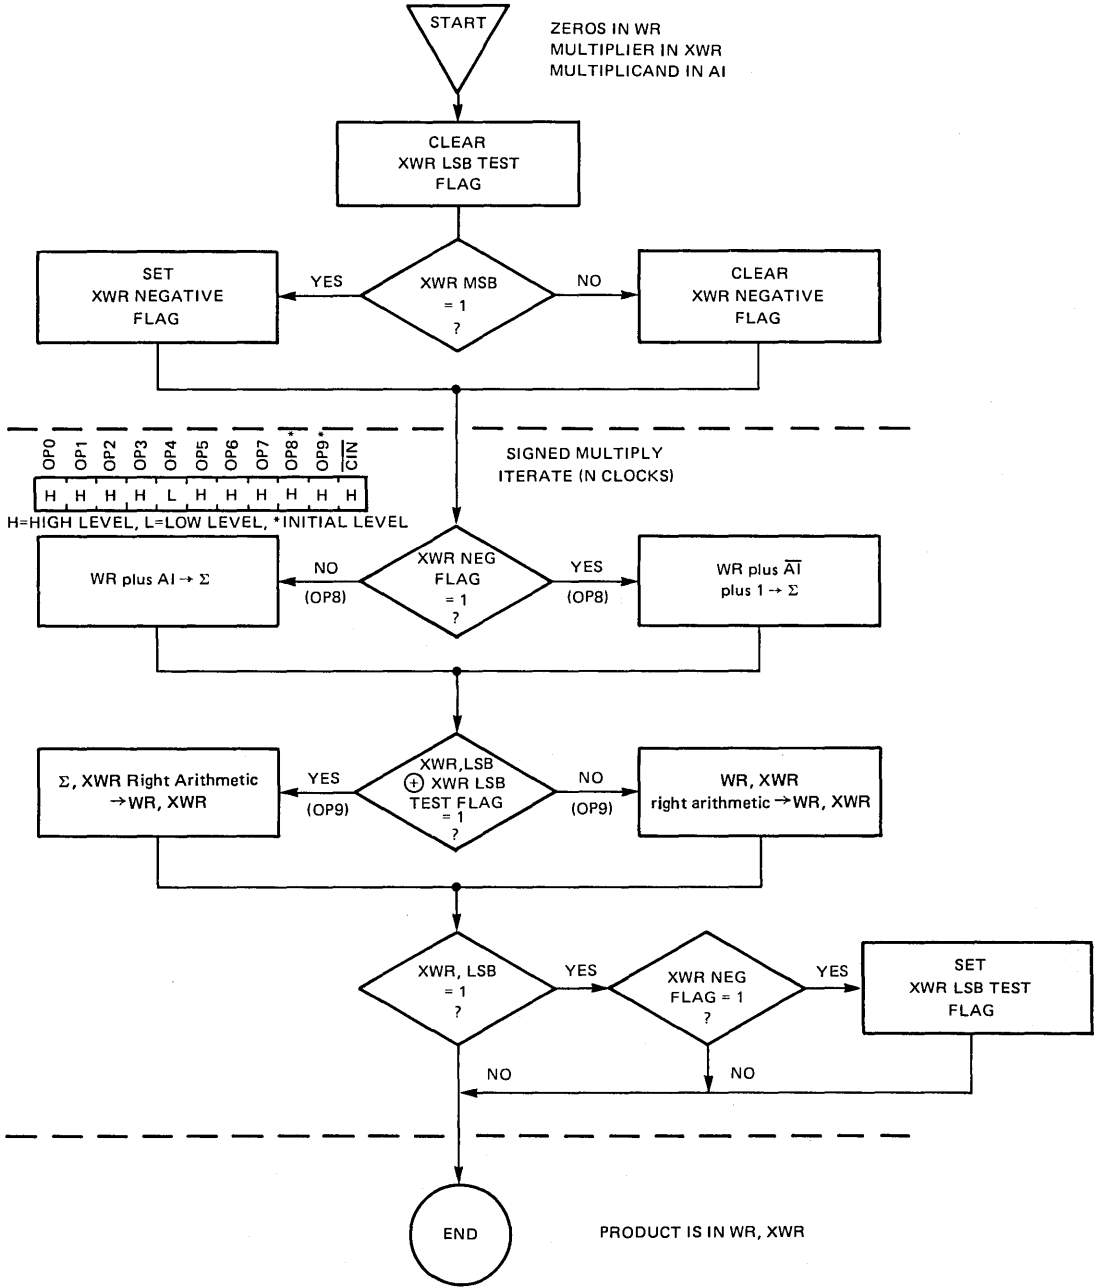 START
ZEROS IN WR
MULTIPLIER IN XWR
MULTIPLICAND IN AI
CLEAR
XWR LSB TEST
FLAG
SET
XWR NEGATIVE
FLAG
YES
XWR MSB
= 1
?
NO
CLEAR
XWR NEGATIVE
FLAG
OP0 OP1 OP2 OP3 OP4 OP5 OP6 OP7 OP8* OP9* C̅I̅N̅
H H H H L H H H H H H
H=HIGH LEVEL, L=LOW LEVEL, *INITIAL LEVEL
SIGNED MULTIPLY
ITERATE (N CLOCKS)
WR plus AI → Σ
NO
(OP8)
XWR NEG
FLAG
= 1
?
YES
(OP8)
WR plus A̅I̅
plus 1 → Σ
Σ, XWR Right Arithmetic
→WR, XWR
YES
(OP9)
XWR,LSB
⊕ XWR LSB
TEST FLAG
= 1
?
NO
(OP9)
WR, XWR
right arithmetic →WR, XWR
XWR, LSB
= 1
?
YES
XWR NEG
FLAG = 1
?
YES
SET
XWR LSB TEST
FLAG
NO
NO
END
PRODUCT IS IN WR, XWR